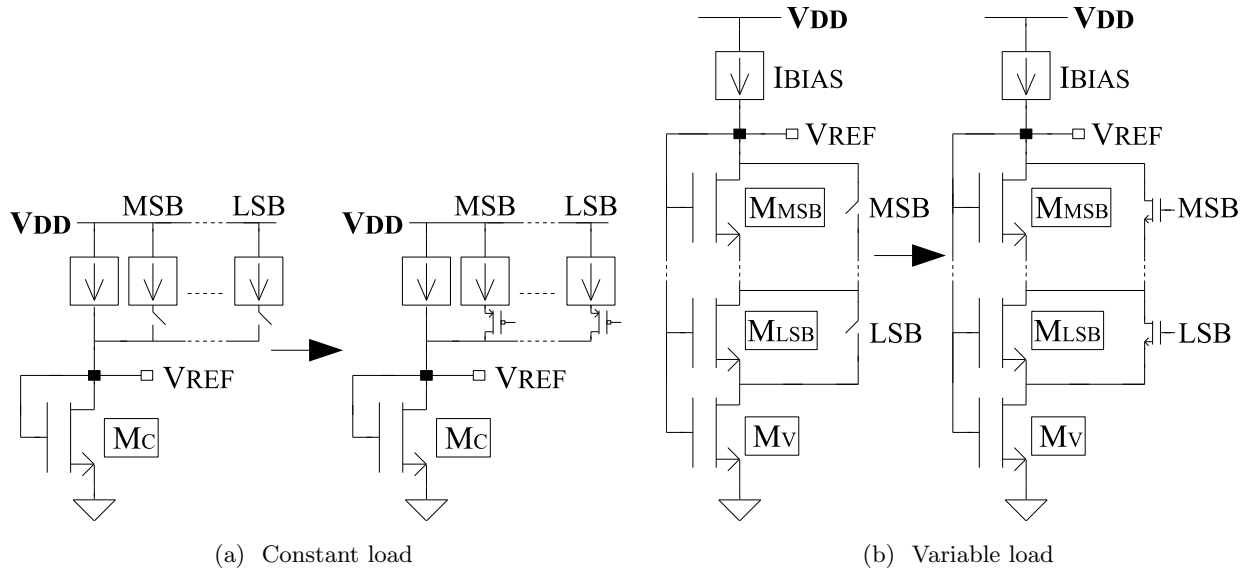 VDD
MSB
LSB
VREF
MC
VDD
MSB
LSB
VREF
MC
(a) Constant load
VDD
IBIAS
VREF
MMSB
MSB
MLSB
LSB
MV
VDD
IBIAS
VREF
MMSB
MSB
MLSB
LSB
MV
(b) Variable load